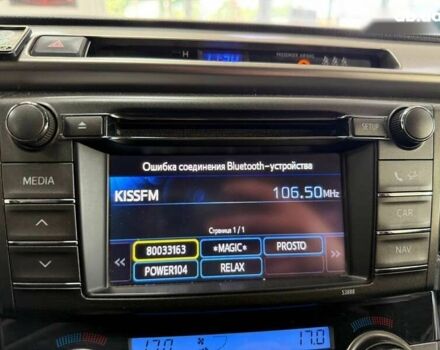 H
MEDIA
SETUP
CAR
NAV
Ошибка соединения Bluetooth-устройства
KISSFM 106.50MHz
Страница 1 / 1
80033163 *MAGIC* PROSTO
POWER104 RELAX
53888
17.0 17.0